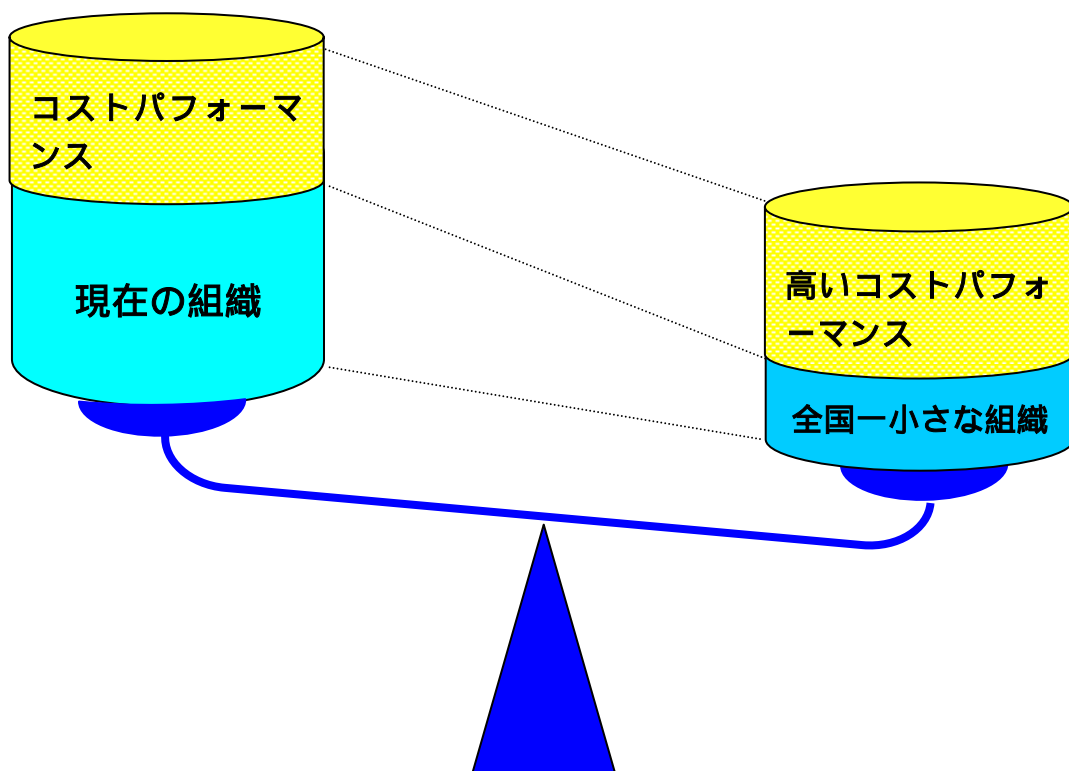 コストパフォーマ
ンス
現在の組織
高いコストパフォ
ーマンス
全国一小さな組織